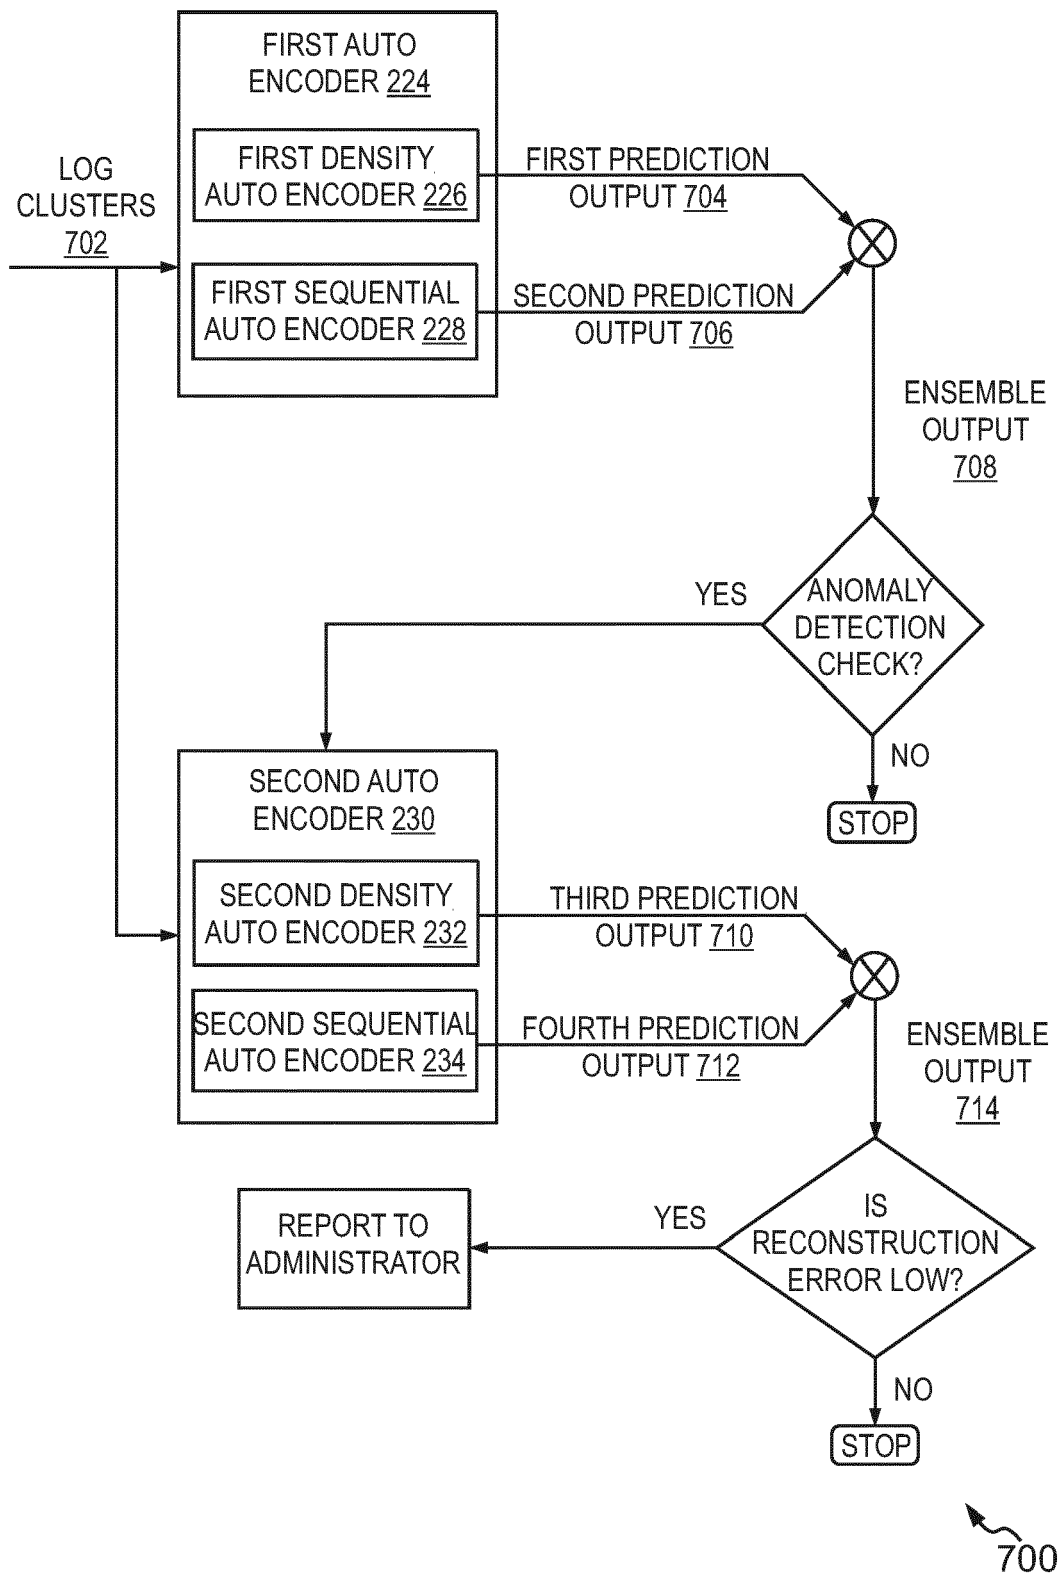 FIRST AUTO
ENCODER 224
LOG
CLUSTERS
702
FIRST DENSITY
AUTO ENCODER 226
FIRST PREDICTION
OUTPUT 704
FIRST SEQUENTIAL
AUTO ENCODER 228
SECOND PREDICTION
OUTPUT 706
ENSEMBLE
OUTPUT
708
ANOMALY
DETECTION
CHECK?
YES
NO
STOP
SECOND AUTO
ENCODER 230
SECOND DENSITY
AUTO ENCODER 232
THIRD PREDICTION
OUTPUT 710
SECOND SEQUENTIAL
AUTO ENCODER 234
FOURTH PREDICTION
OUTPUT 712
ENSEMBLE
OUTPUT
714
IS
RECONSTRUCTION
ERROR LOW?
YES
REPORT TO
ADMINISTRATOR
NO
STOP
700